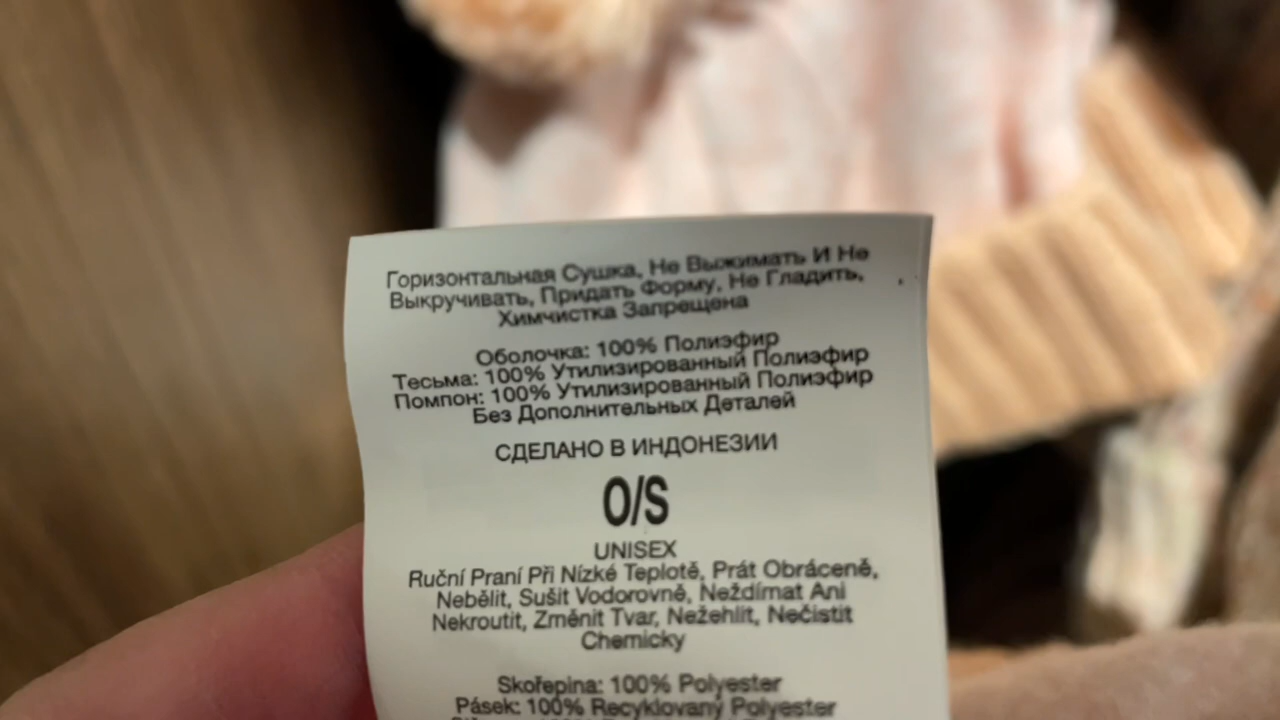 Горизонтальная Сушка, Не Выжимать И Не
Выкручивать, Придать Форму, Не Гладить,
Химчистка Запрещена
Оболочка: 100% Полиэфир
Тесьма: 100% Утилизированный Полиэфир
Помпон: 100% Утилизированный Полиэфир
Без Дополнительных Деталей
СДЕЛАНО В ИНДОНЕЗИИ
O/S
UNISEX
Ruční Praní Při Nízké Teplotě, Prát Obráceně,
Nebělit, Sušit Vodorovně, Neždímat Ani
Nekroutit, Změnit Tvar, Nežehlit, Nečistit
Chemicky
Skořepina: 100% Polyester
Pásek: 100% Recyklovaný Polyester